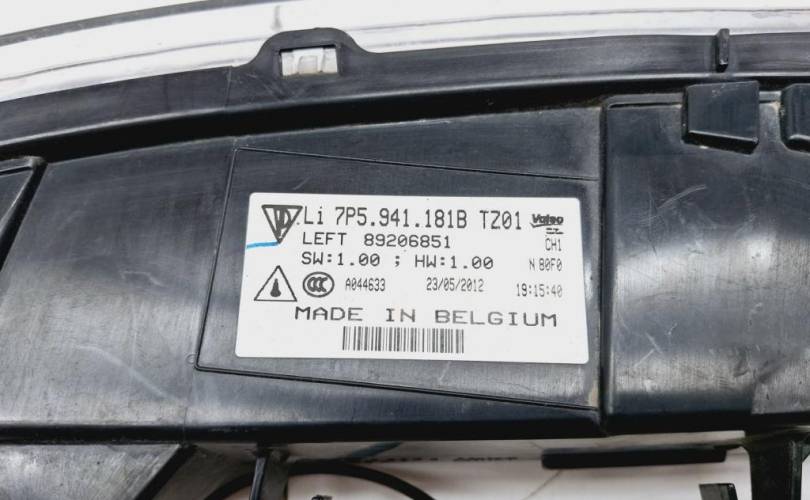 Li 7P5.941.181B TZ01 Valeo
LEFT 89206851 CH1
SW:1.00 ; HW:1.00 N 80F0
A044633 23/05/2012 19:15:40
MADE IN BELGIUM